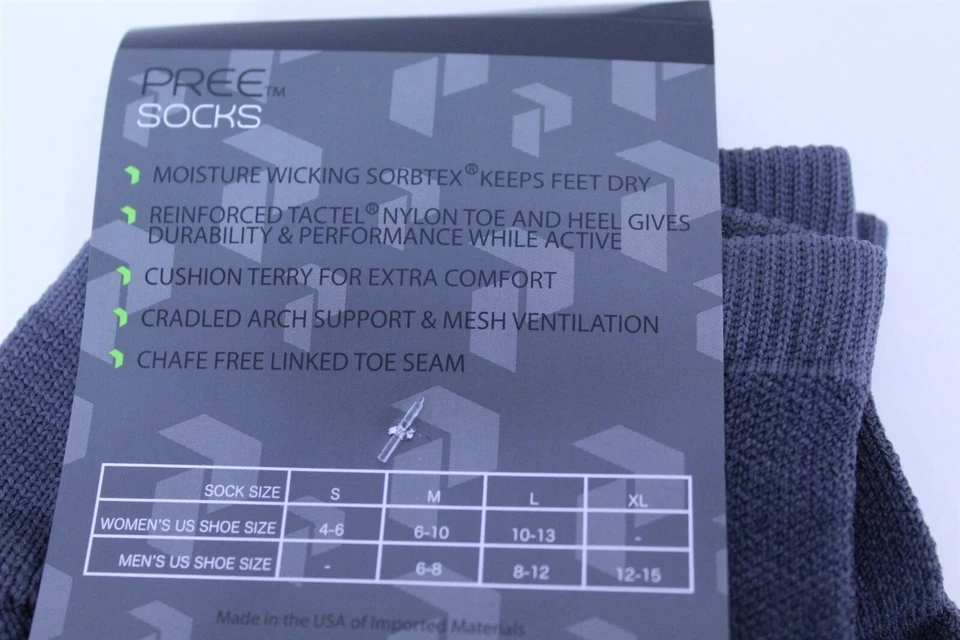 PREE™
SOCKS
MOISTURE WICKING SORBTEX® KEEPS FEET DRY
REINFORCED TACTEL® NYLON TOE AND HEEL GIVES
DURABILITY & PERFORMANCE WHILE ACTIVE
CUSHION TERRY FOR EXTRA COMFORT
CRADLED ARCH SUPPORT & MESH VENTILATION
CHAFE FREE LINKED TOE SEAM
SOCK SIZE S M L XL
WOMEN'S US SHOE SIZE 4-6 6-10 10-13 -
MEN'S US SHOE SIZE - 6-8 8-12 12-15
Made in the USA of Imported Materials